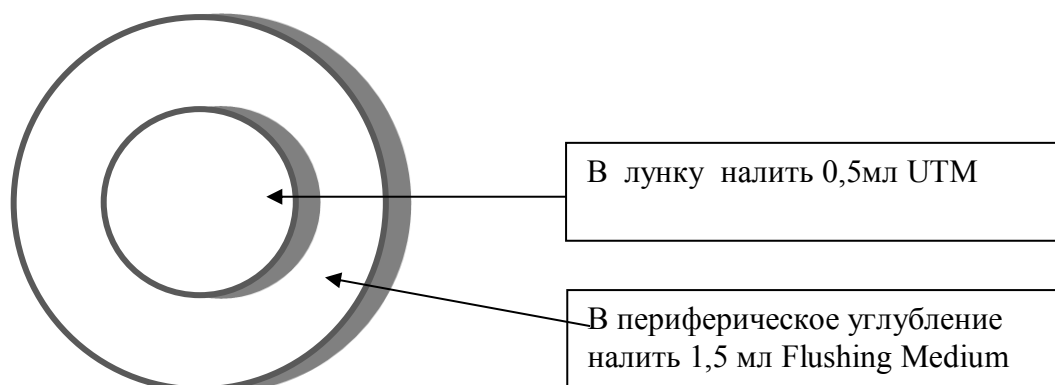 В лунку налить 0,5мл UTM
В периферическое углубление
налить 1,5 мл Flushing Medium